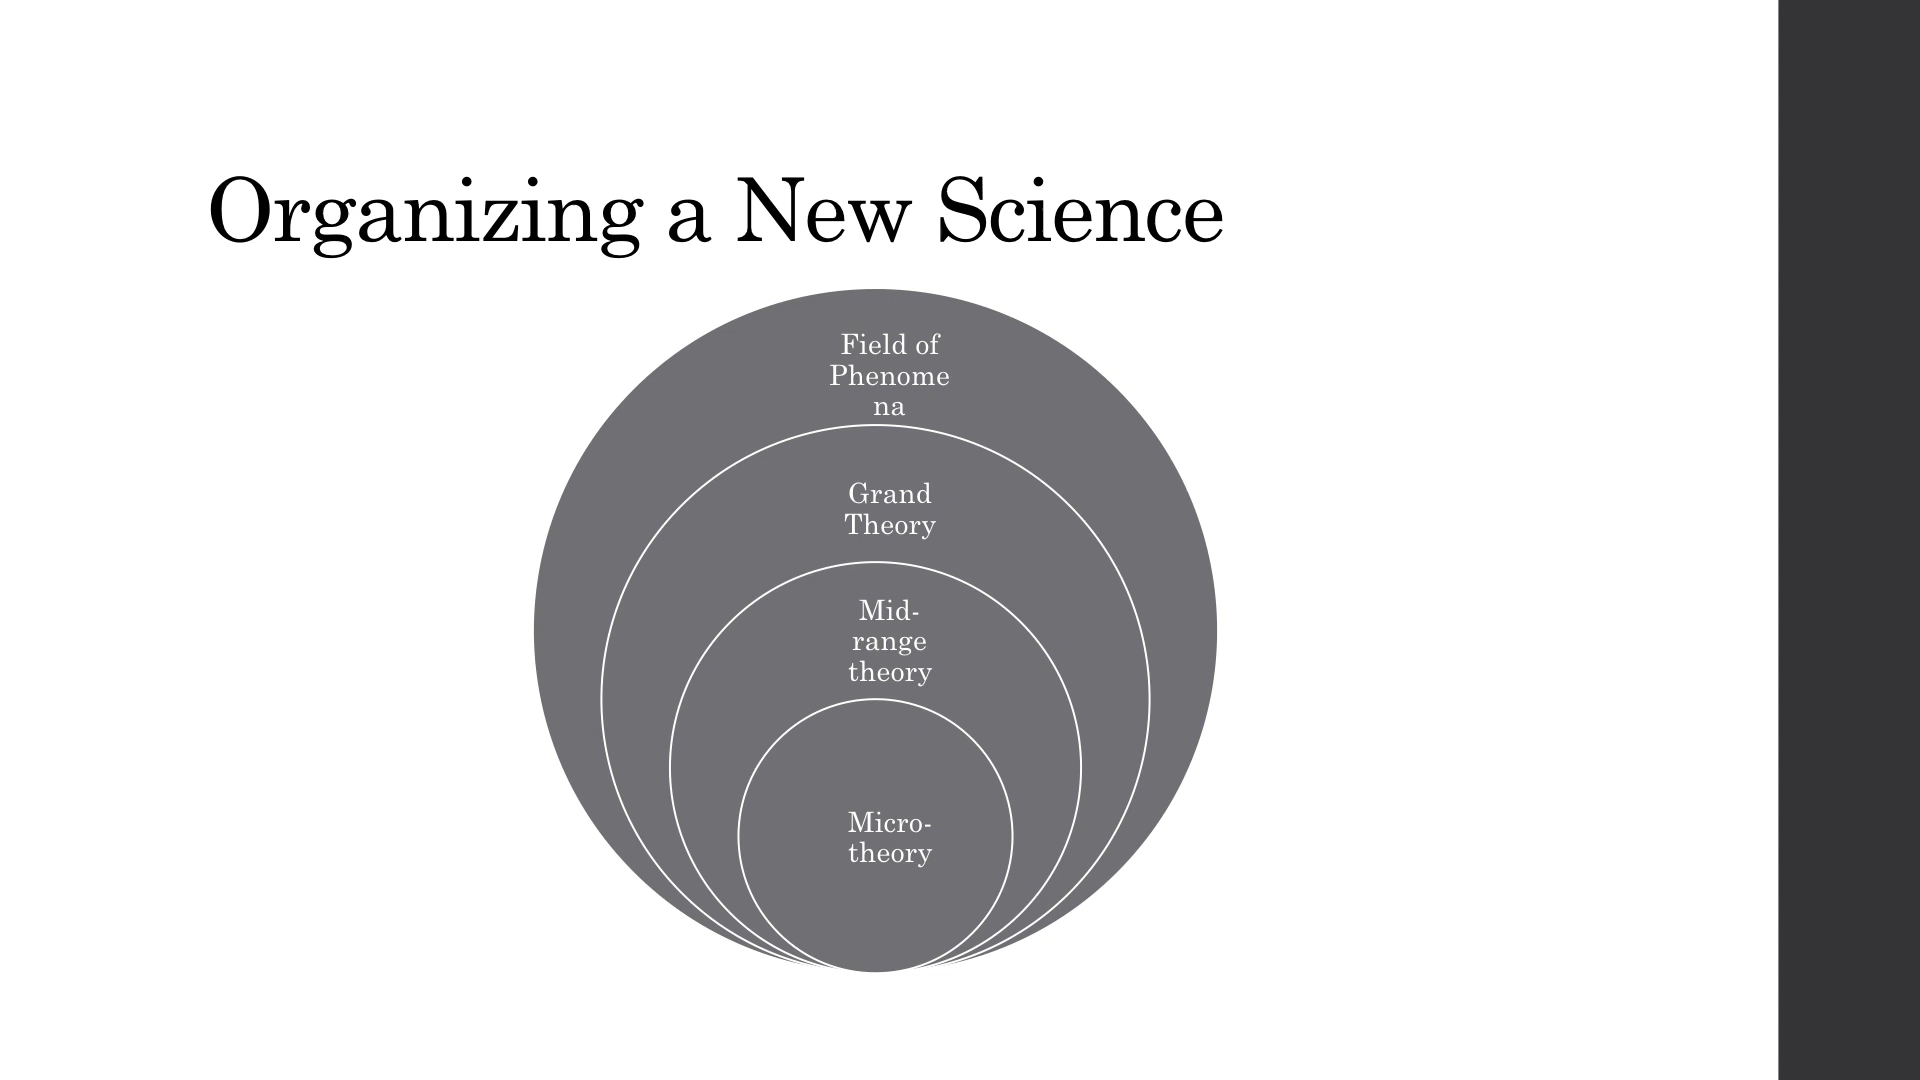 Organizing a New Science
Field of
Phenome
na
Grand
Theory
Mid-
range
theory
Micro-
theory